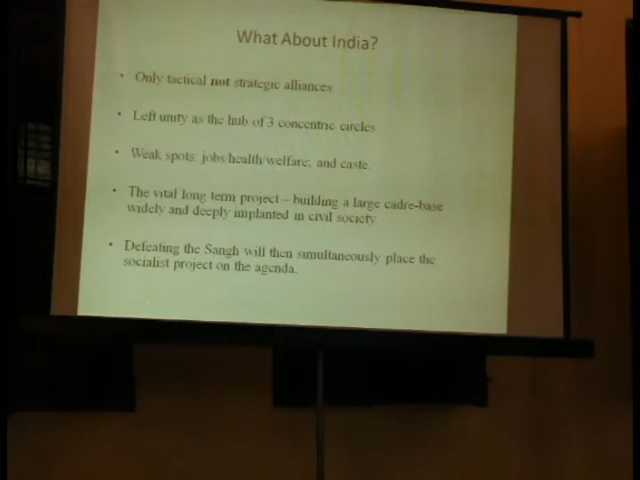 What About India?
• Only tactical not strategic alliances.
• Left unity as the hub of 3 concentric circles
• Weak spots: jobs/health/welfare; and caste.
• The vital long term project – building a large cadre-base
widely and deeply implanted in civil society
• Defeating the Sangh will then simultaneously place the
socialist project on the agenda.